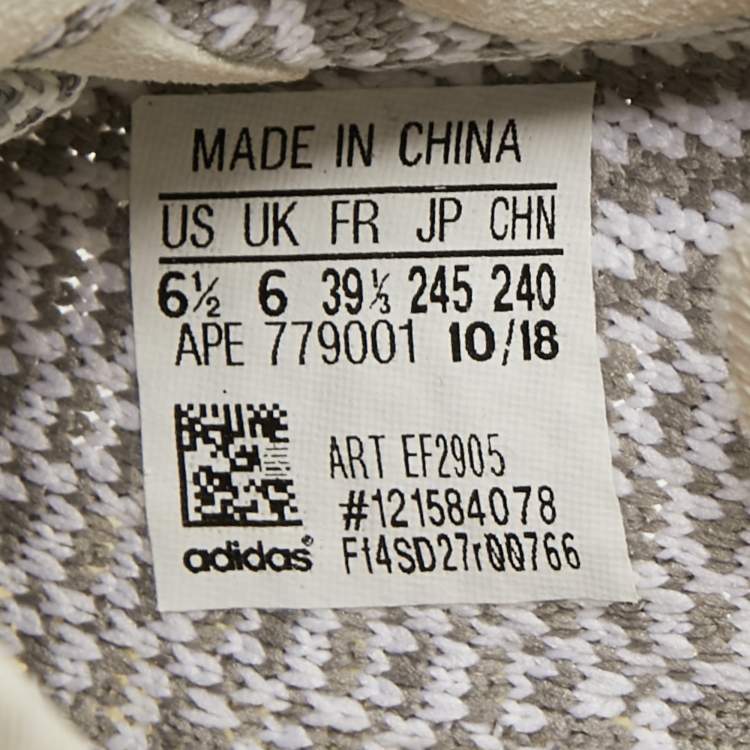 MADE IN CHINA
US UK FR JP CHN
6½ 6 39⅓ 245 240
APE 779001 10/18
ART EF2905
#121584078
adidas® Ft4SD27r00766